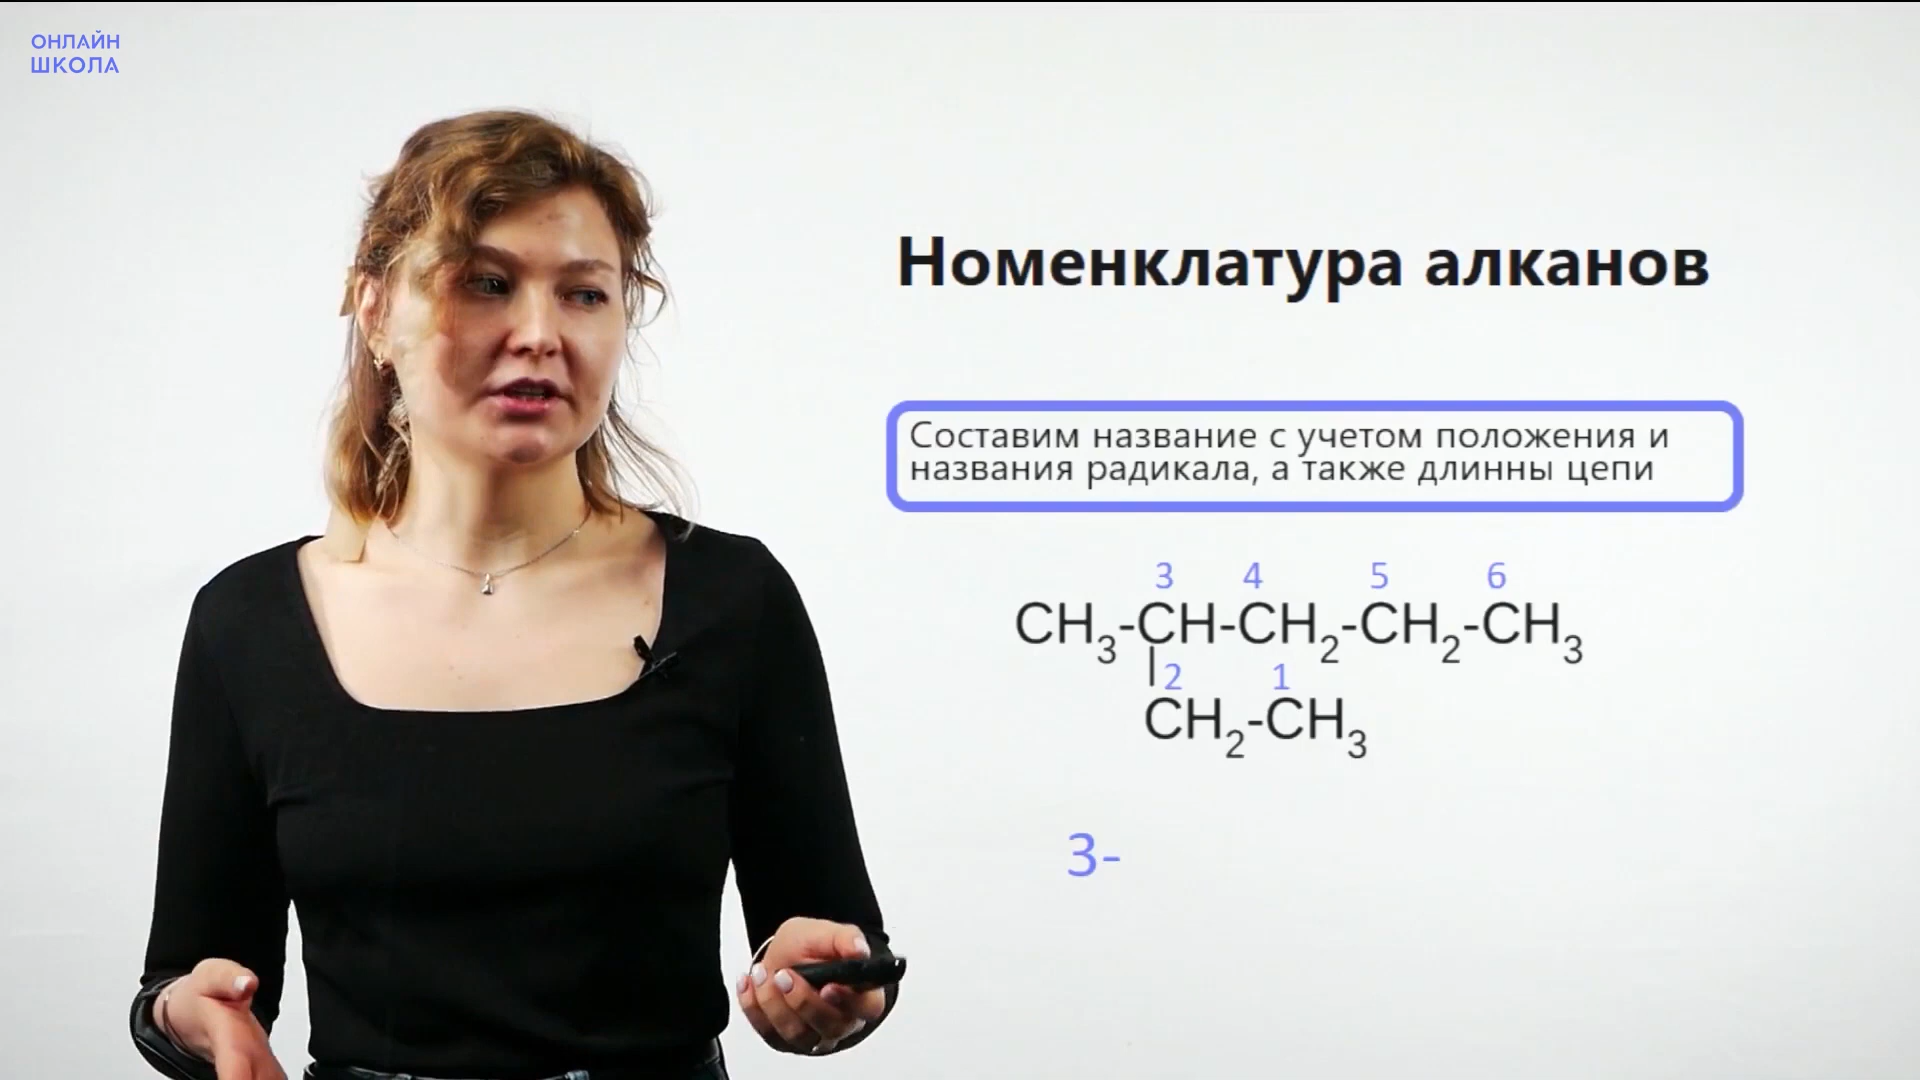 ОНЛАЙН
ШКОЛА
Номенклатура алканов
Составим название с учетом положения и
названия радикала, а также длинны цепи
3 4 5 6
CH3-CH-CH2-CH2-CH3
2 1
CH2-CH3
3-